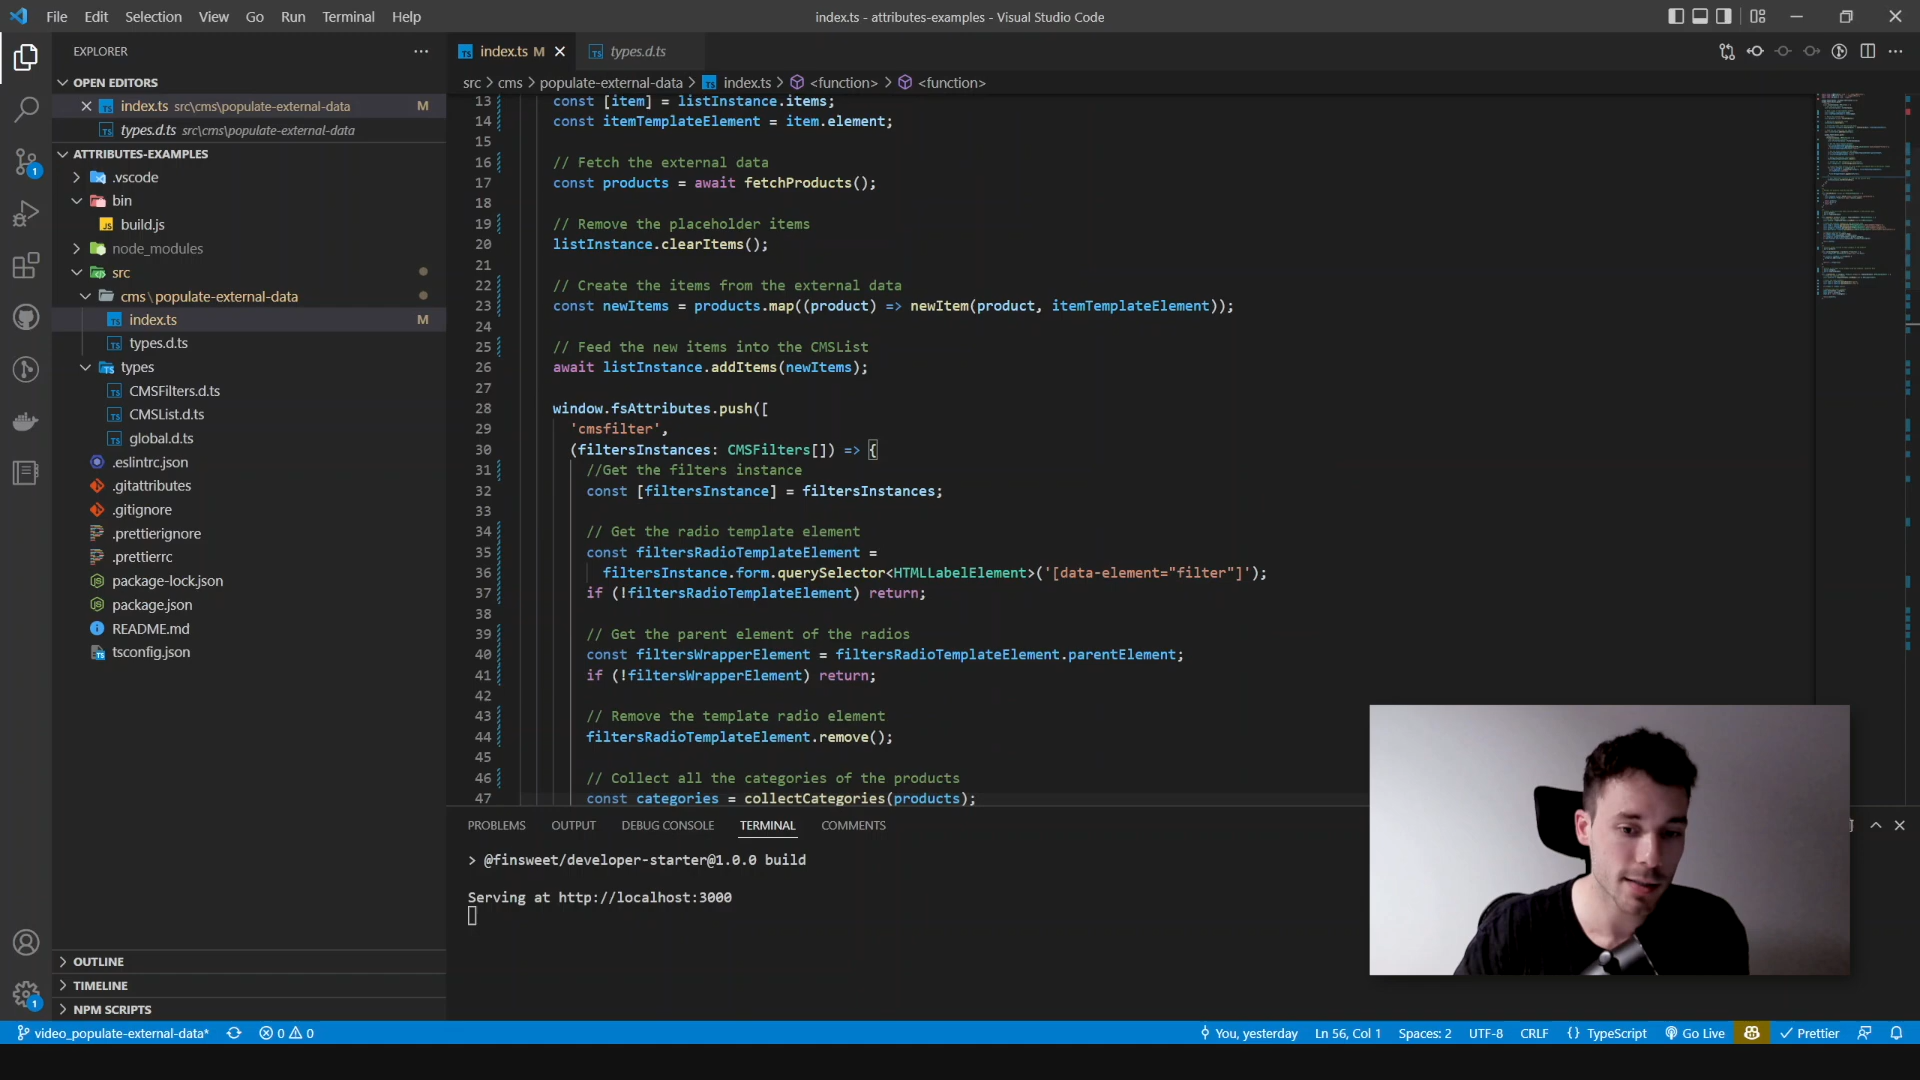 File Edit Selection View Go Run Terminal Help
index.ts - attributes-examples - Visual Studio Code
EXPLORER
OPEN EDITORS
index.ts src\cms\populate-external-data M
types.d.ts src\cms\populate-external-data
ATTRIBUTES-EXAMPLES
.vscode
bin
build.js
node_modules
src
cms\populate-external-data
index.ts M
types.d.ts
types
CMSFilters.d.ts
CMSList.d.ts
global.d.ts
.eslintrc.json
.gitattributes
.gitignore
.prettierignore
.prettierrc
package-lock.json
package.json
README.md
tsconfig.json
OUTLINE
TIMELINE
NPM SCRIPTS
1
1
index.ts M
types.d.ts
src > cms > populate-external-data > index.ts > <function> > <function>
13 const [item] = listInstance.items;
14 const itemTemplateElement = item.element;
15
16 // Fetch the external data
17 const products = await fetchProducts();
18
19 // Remove the placeholder items
20 listInstance.clearItems();
21
22 // Create the items from the external data
23 const newItems = products.map((product) => newItem(product, itemTemplateElement));
24
25 // Feed the new items into the CMSList
26 await listInstance.addItems(newItems);
27
28 window.fsAttributes.push([
29 'cmsfilter',
30 (filtersInstances: CMSFilters[]) => {
31 //Get the filters instance
32 const [filtersInstance] = filtersInstances;
33
34 // Get the radio template element
35 const filtersRadioTemplateElement =
36 filtersInstance.form.querySelector<HTMLLabelElement>('[data-element="filter"]');
37 if (!filtersRadioTemplateElement) return;
38
39 // Get the parent element of the radios
40 const filtersWrapperElement = filtersRadioTemplateElement.parentElement;
41 if (!filtersWrapperElement) return;
42
43 // Remove the template radio element
44 filtersRadioTemplateElement.remove();
45
46 // Collect all the categories of the products
47 const categories = collectCategories(products);
PROBLEMS OUTPUT DEBUG CONSOLE TERMINAL COMMENTS
> @finsweet/developer-starter@1.0.0 build
Serving at http://localhost:3000
video_populate-external-data* 0 0 You, yesterday Ln 56, Col 1 Spaces: 2 UTF-8 CRLF {} TypeScript Go Live Prettier